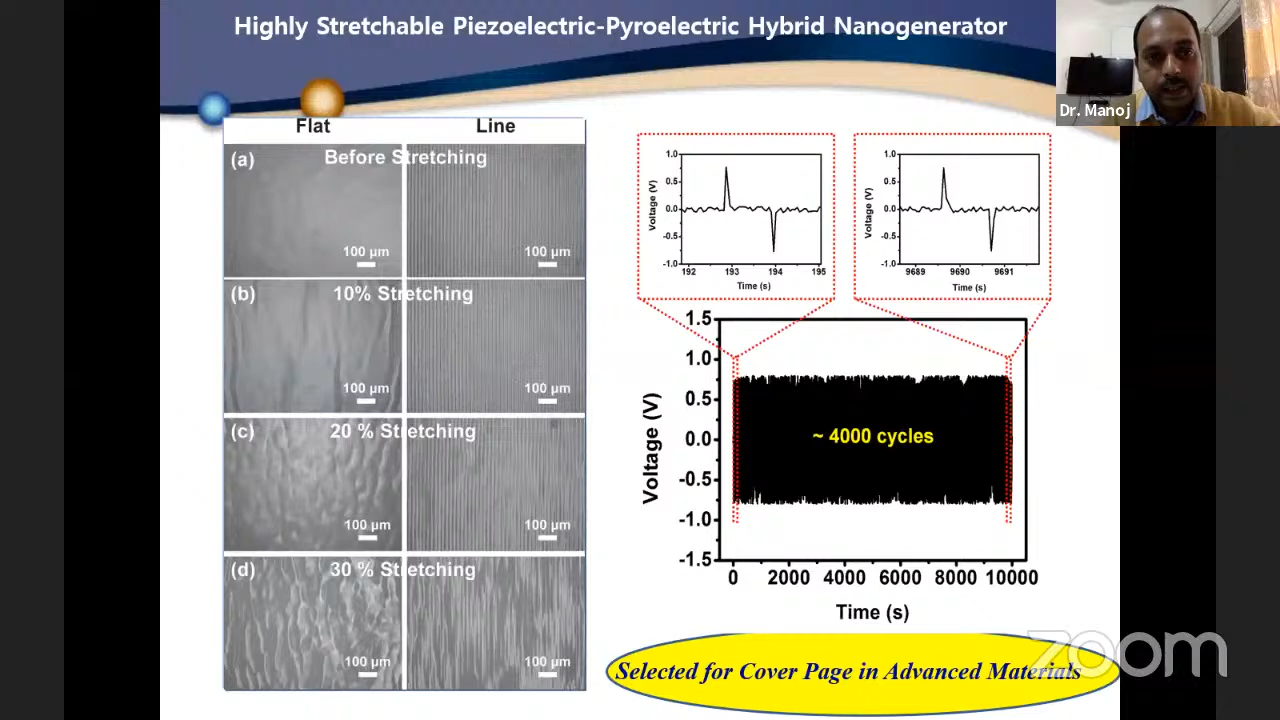 Highly Stretchable Piezoelectric-Pyroelectric Hybrid Nanogenerator
Dr. Manoj
Flat Line
(a) Before Stretching
100 µm 100 µm
(b) 10% Stretching
100 µm 100 µm
(c) 20 % Stretching
100 µm 100 µm
(d) 30 % Stretching
100 µm 100 µm
1.0
0.5
0.0
-0.5
-1.0
Voltage (V)
192 193 194 195
Time (s)
1.0
0.5
0.0
-0.5
-1.0
Voltage (V)
9689 9690 9691
Time (s)
1.5
1.0
0.5
0.0
-0.5
-1.0
-1.5
Voltage (V)
~ 4000 cycles
0 2000 4000 6000 8000 10000
Time (s)
Selected for Cover Page in Advanced Materials
zoom